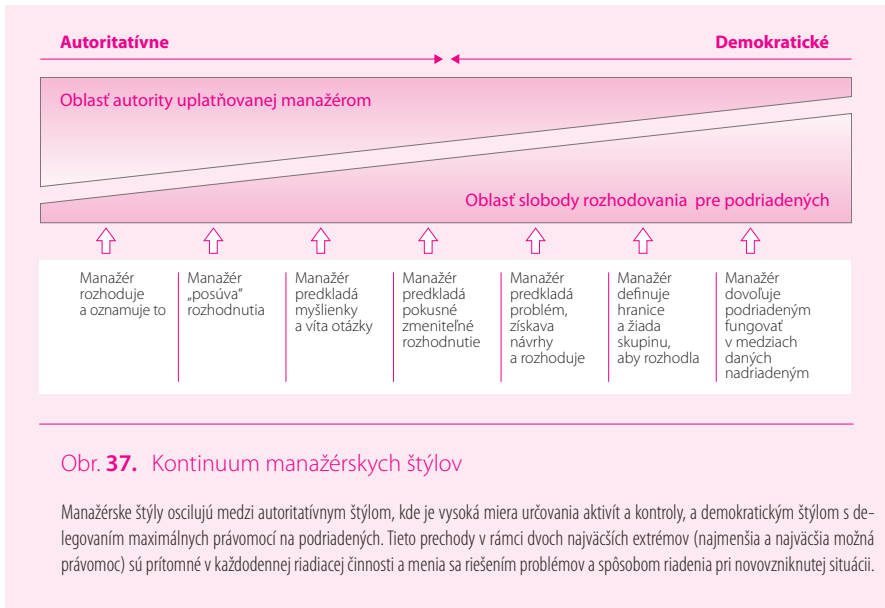 Autoritatívne
Demokratické
Oblasť autority uplatňovanej manažérom
Oblasť slobody rozhodovania pre podriadených
Manažér
rozhoduje
a oznamuje to
Manažér
„posúva“
rozhodnutia
Manažér
predkladá
myšlienky
a víta otázky
Manažér
predkladá
pokusné
zmeniteľné
rozhodnutie
Manažér
predkladá
problém,
získava
návrhy
a rozhoduje
Manažér
definuje
hranice
a žiada
skupinu,
aby rozhodla
Manažér
dovoľuje
podriadeným
fungovať
v medziach
daných
nadriadeným
Obr. 37. Kontinuum manažérskych štýlov
Manažérske štýly oscilujú medzi autoritatívnym štýlom, kde je vysoká miera určovania aktivít a kontroly, a demokratickým štýlom s de-
legovaním maximálnych právomocí na podriadených. Tieto prechody v rámci dvoch najväčších extrémov (najmenšia a najväčšia možná
právomoc) sú prítomné v každodennej riadiacej činnosti a menia sa riešením problémov a spôsobom riadenia pri novovzniknutej situácii.